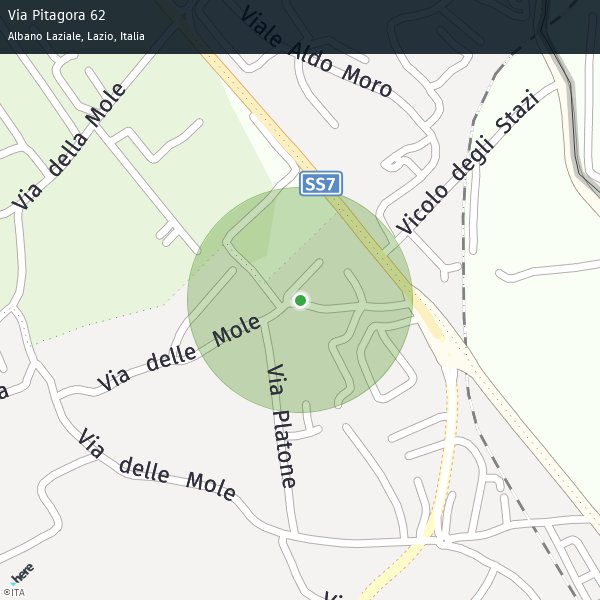 Via Pitagora 62
Albano Laziale, Lazio, Italia
Viale Aldo Moro
Via della Mole
Vicolo degli Stazi
SS7
Via delle Mole
Via Platone
Via delle Mole
here
©ITA